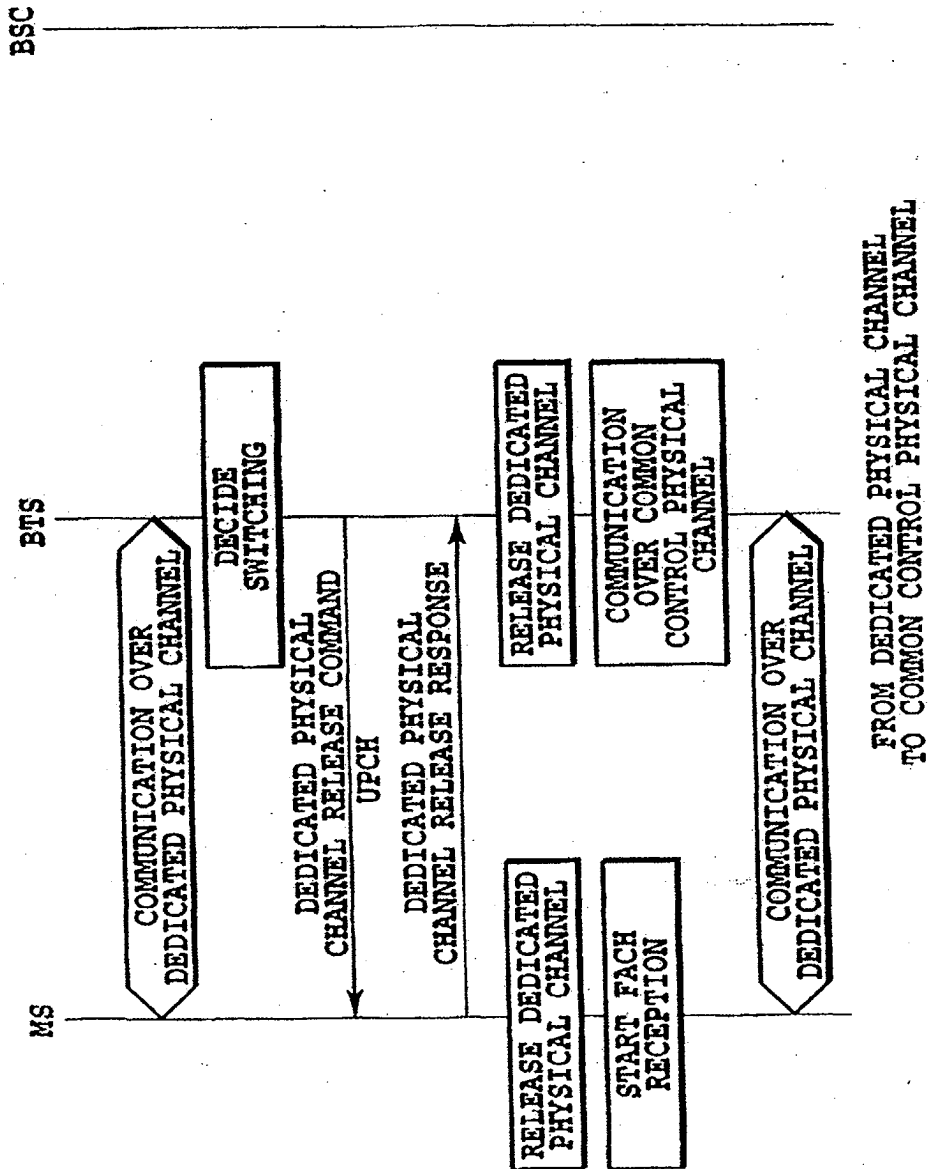 MS
BTS
BSC
COMMUNICATION OVER
DEDICATED PHYSICAL CHANNEL
DECIDE
SWITCHING
DEDICATED PHYSICAL
CHANNEL RELEASE COMMAND
UPCH
DEDICATED PHYSICAL
CHANNEL RELEASE RESPONSE
RELEASE DEDICATED
PHYSICAL CHANNEL
RELEASE DEDICATED
PHYSICAL CHANNEL
START FACH
RECEPTION
COMMUNICATION
OVER COMMON
CONTROL PHYSICAL
CHANNEL
COMMUNICATION OVER
DEDICATED PHYSICAL CHANNEL
FROM DEDICATED PHYSICAL CHANNEL
TO COMMON CONTROL PHYSICAL CHANNEL